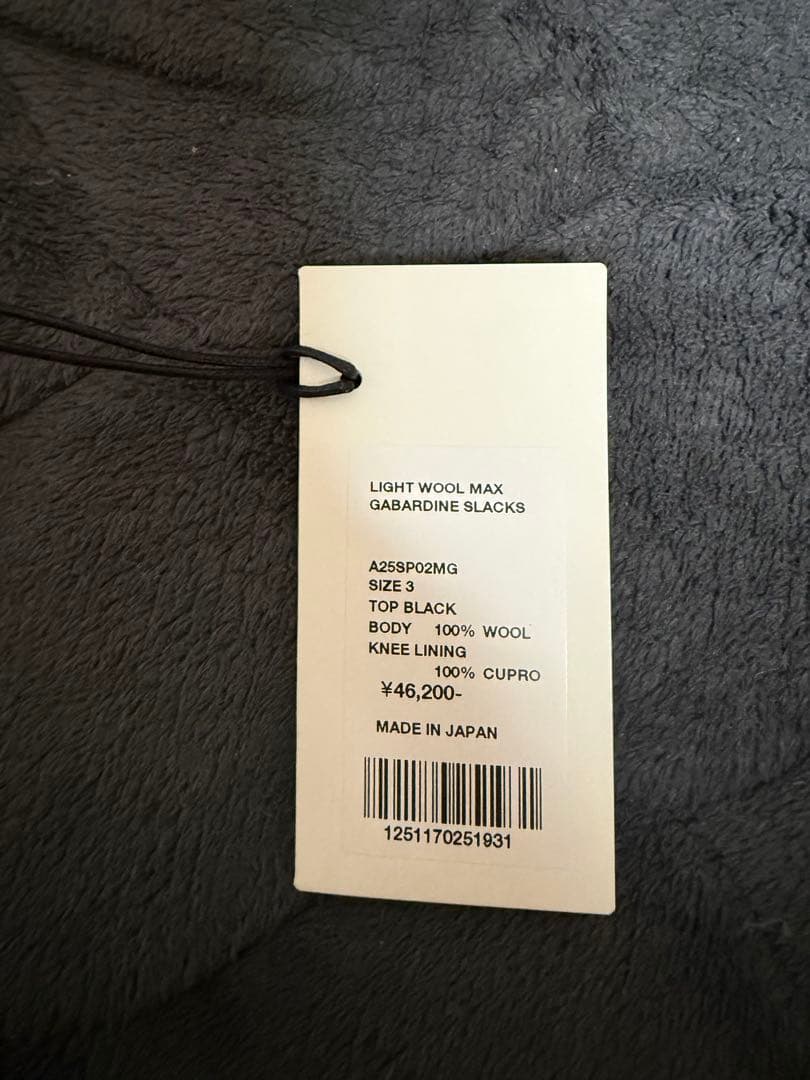 LIGHT WOOL MAX
GABARDINE SLACKS
A25SP02MG
SIZE 3
TOP BLACK
BODY 100% WOOL
KNEE LINING
100% CUPRO
¥46,200-
MADE IN JAPAN
1251170251931